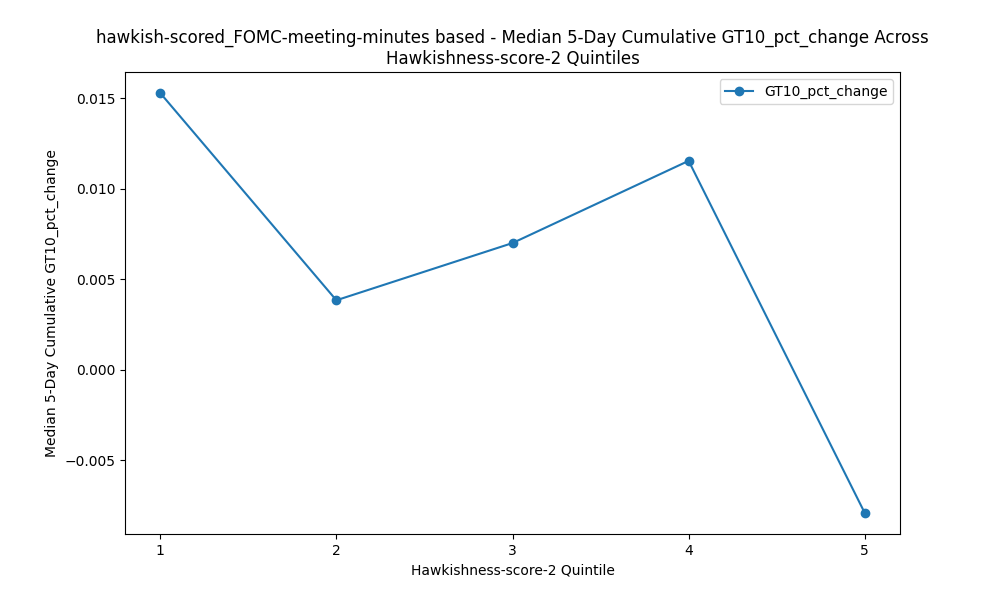 hawkish-scored_FOMC-meeting-minutes based - Median 5-Day Cumulative GT10_pct_change Across
Hawkishness-score-2 Quintiles
GT10_pct_change
Median 5-Day Cumulative GT10_pct_change
0.015
0.010
0.005
0.000
−0.005
1 2 3 4 5
Hawkishness-score-2 Quintile